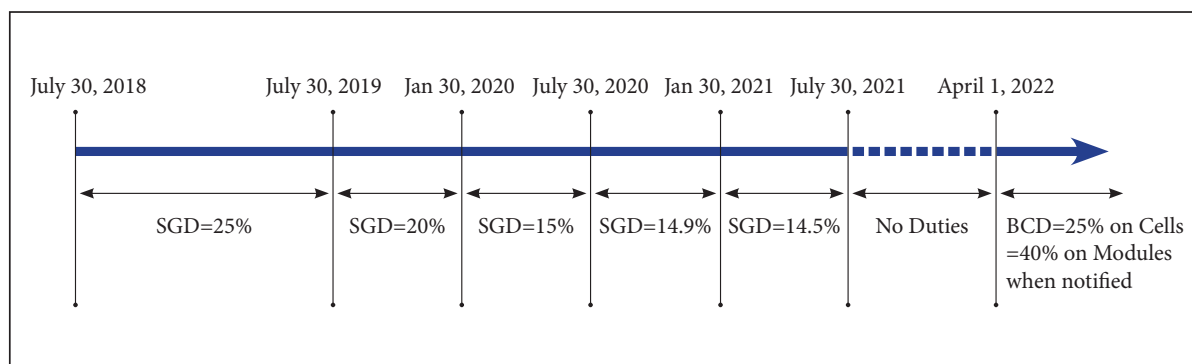 July 30, 2018
July 30, 2019
Jan 30, 2020
July 30, 2020
Jan 30, 2021
July 30, 2021
April 1, 2022
SGD=25%
SGD=20%
SGD=15%
SGD=14.9%
SGD=14.5%
No Duties
BCD=25% on Cells
=40% on Modules
when notified